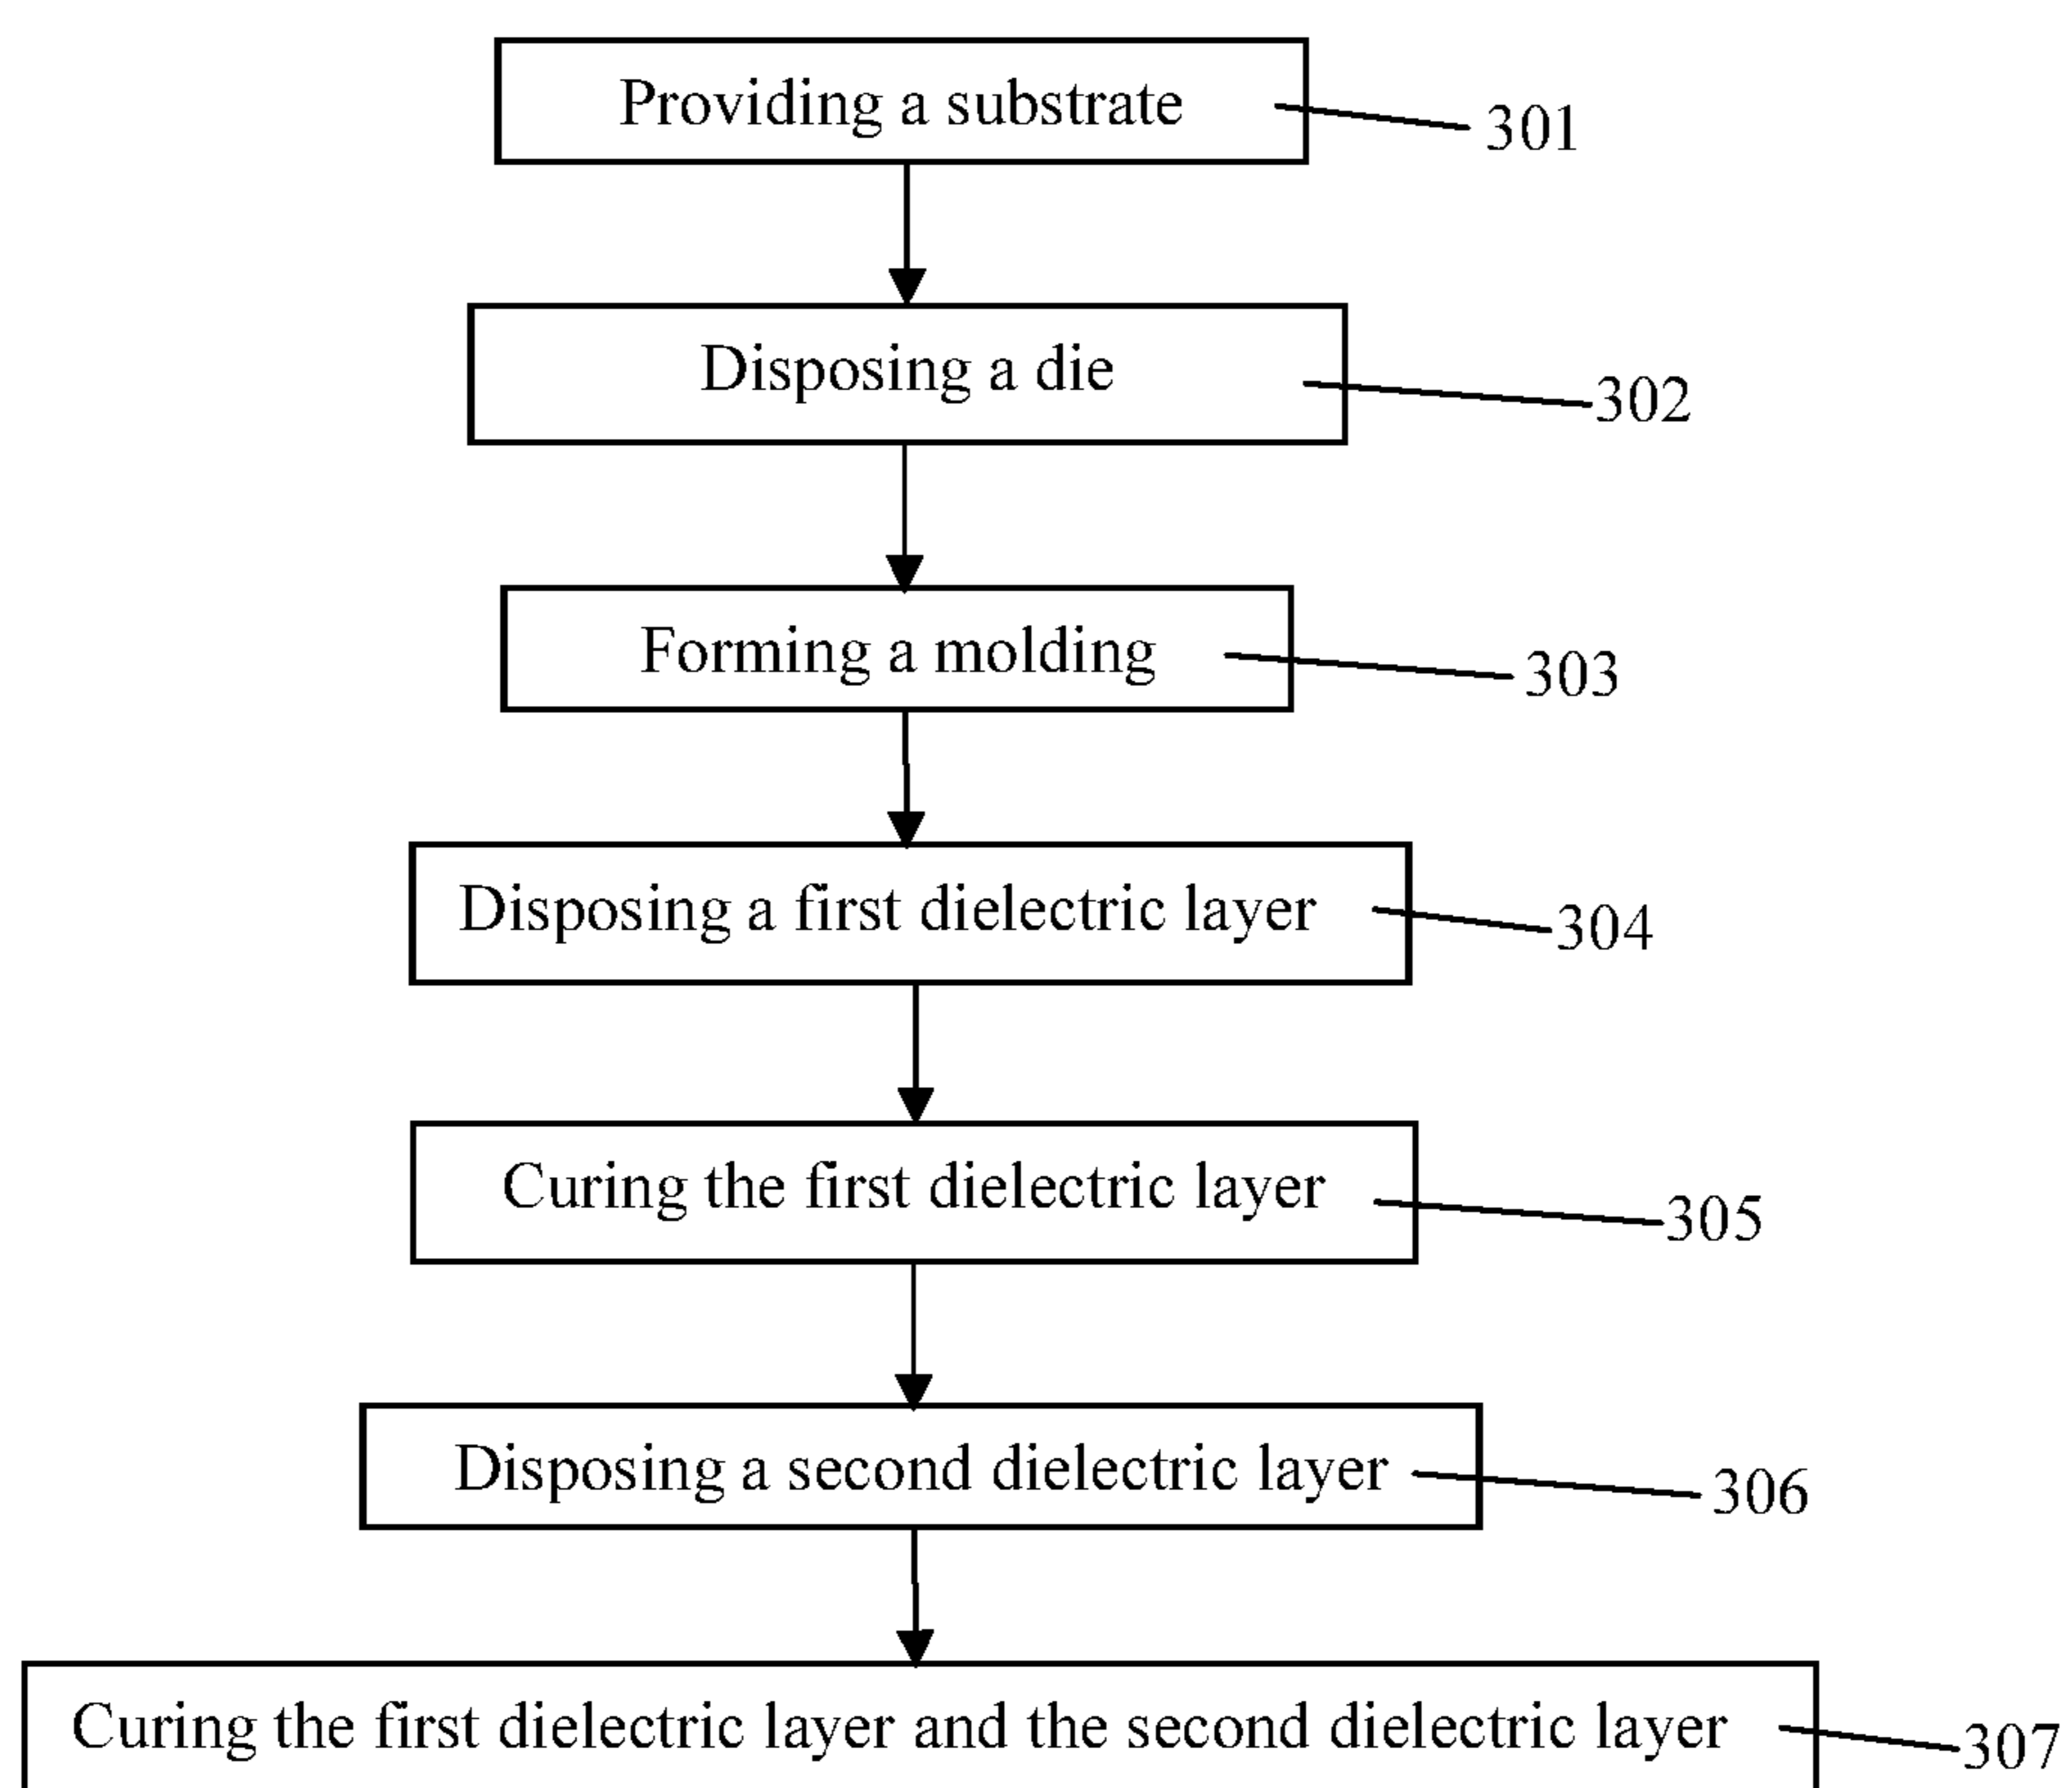 Providing a substrate
301
Disposing a die
302
Forming a molding
303
Disposing a first dielectric layer
304
Curing the first dielectric layer
305
Disposing a second dielectric layer
306
Curing the first dielectric layer and the second dielectric layer
307